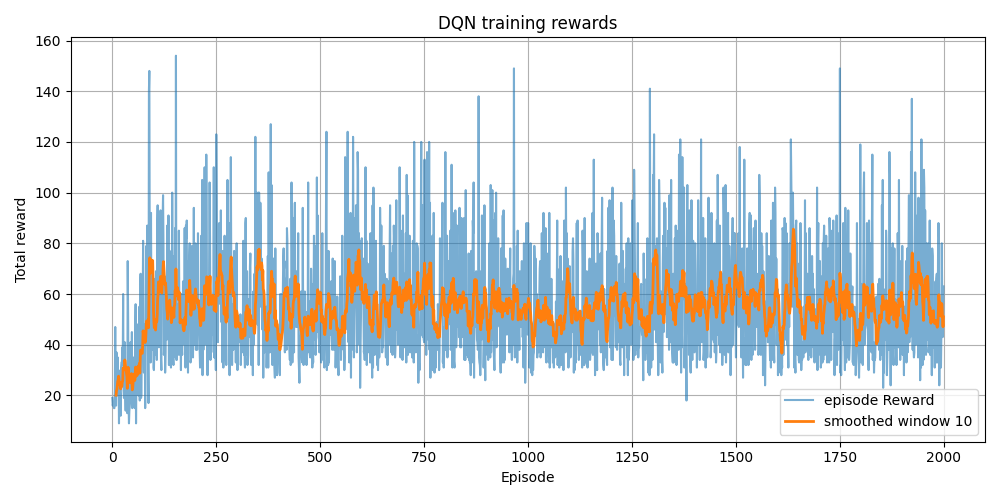 DQN training rewards
160
140
120
100
80
60
40
20
Total reward
0 250 500 750 1000 1250 1500 1750 2000
Episode
episode Reward
smoothed window 10